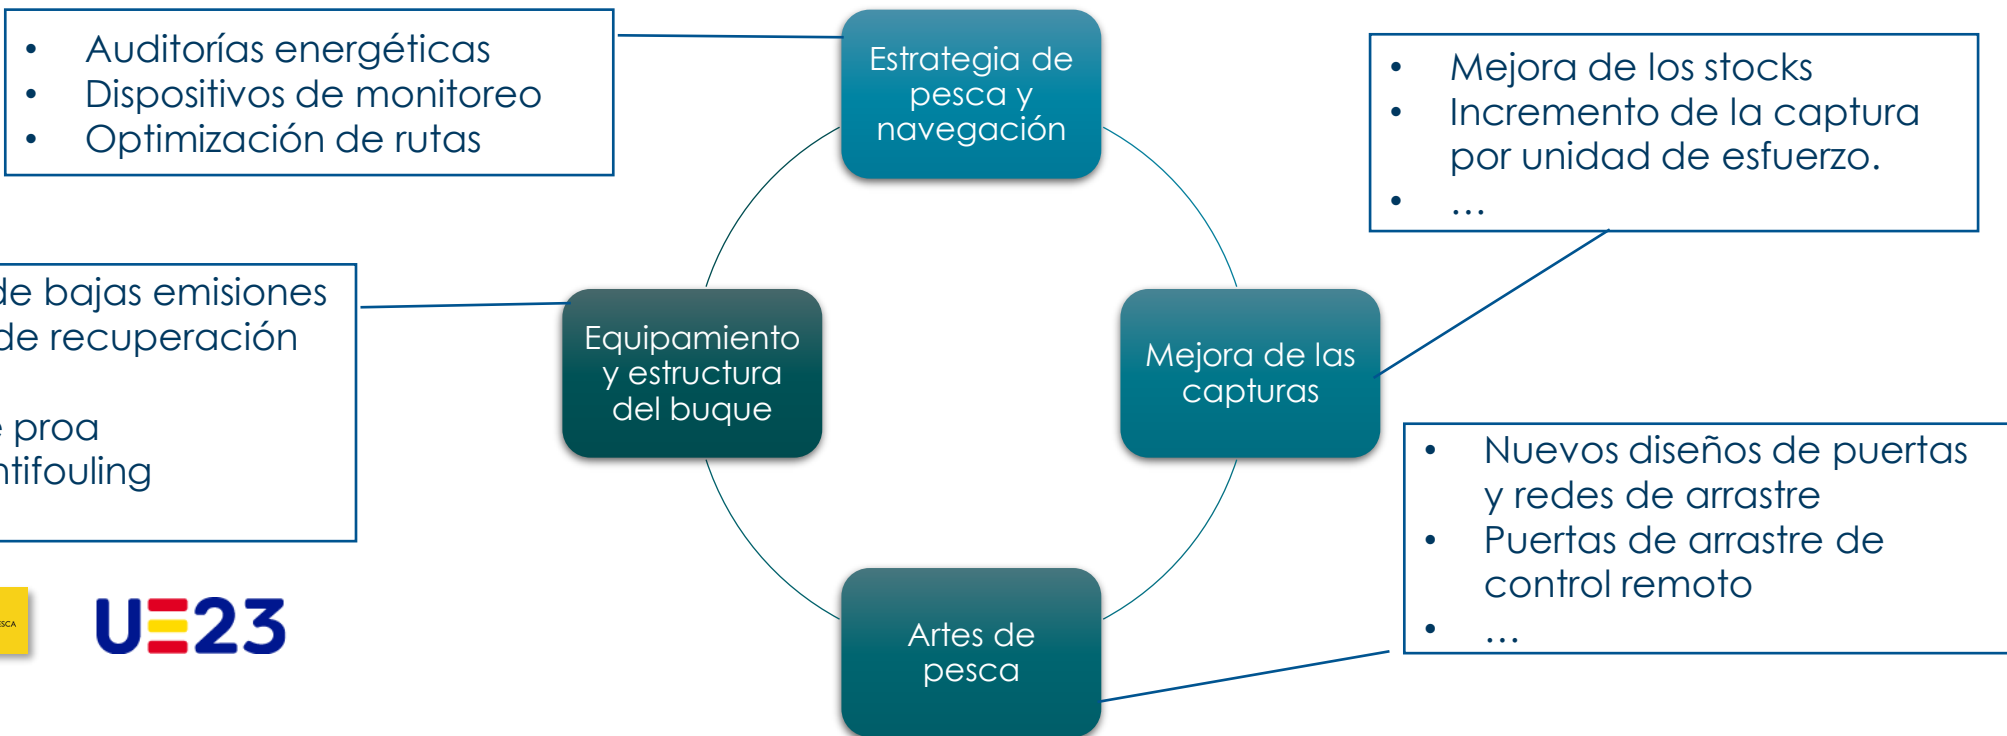 • Auditorías energéticas
• Dispositivos de monitoreo
• Optimización de rutas
Estrategia de
pesca y
navegación
• Mejora de los stocks
• Incremento de la captura
por unidad de esfuerzo.
• …
de bajas emisiones
de recuperación
proa
Equipamiento
y estructura
del buque
Mejora de las
capturas
• Nuevos diseños de puertas
y redes de arrastre
• Puertas de arrastre de
control remoto
• …
Artes de
pesca
UE23